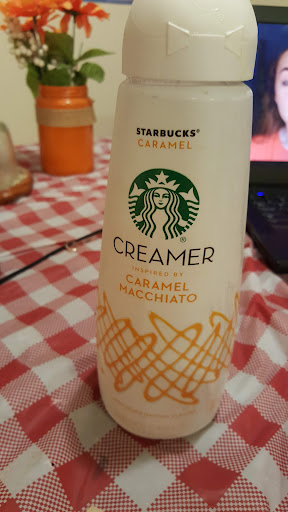 STARBUCKS®
CARAMEL
®
CREAMER
INSPIRED BY
CARAMEL
MACCHIATO